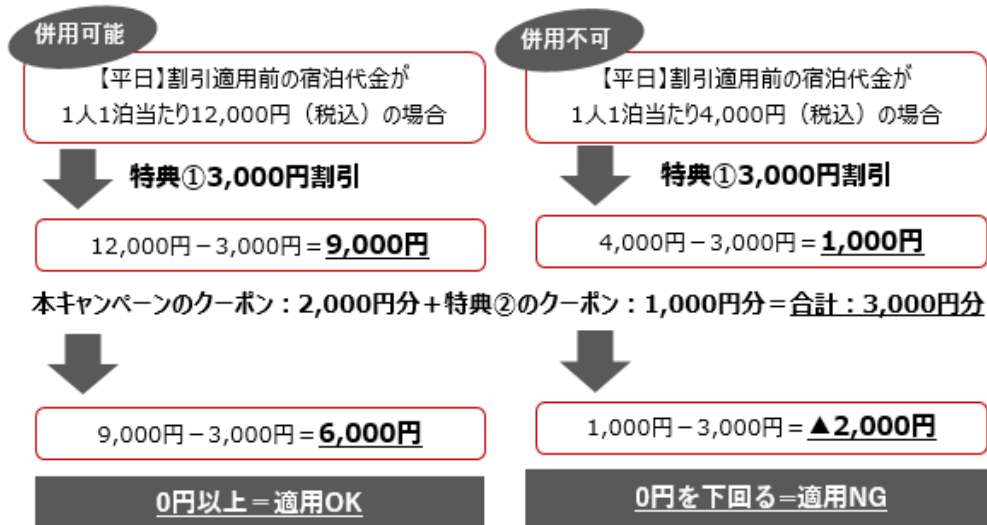 併用可能
【平日】割引適用前の宿泊代金が
1人1泊当たり12,000円（税込）の場合
特典①3,000円割引
12,000円－3,000円＝9,000円
併用不可
【平日】割引適用前の宿泊代金が
1人1泊当たり4,000円（税込）の場合
特典①3,000円割引
4,000円－3,000円＝1,000円
本キャンペーンのクーポン：2,000円分＋特典②のクーポン：1,000円分＝合計：3,000円分
9,000円－3,000円＝6,000円
0円以上＝適用OK
1,000円－3,000円＝▲2,000円
0円を下回る=適用NG